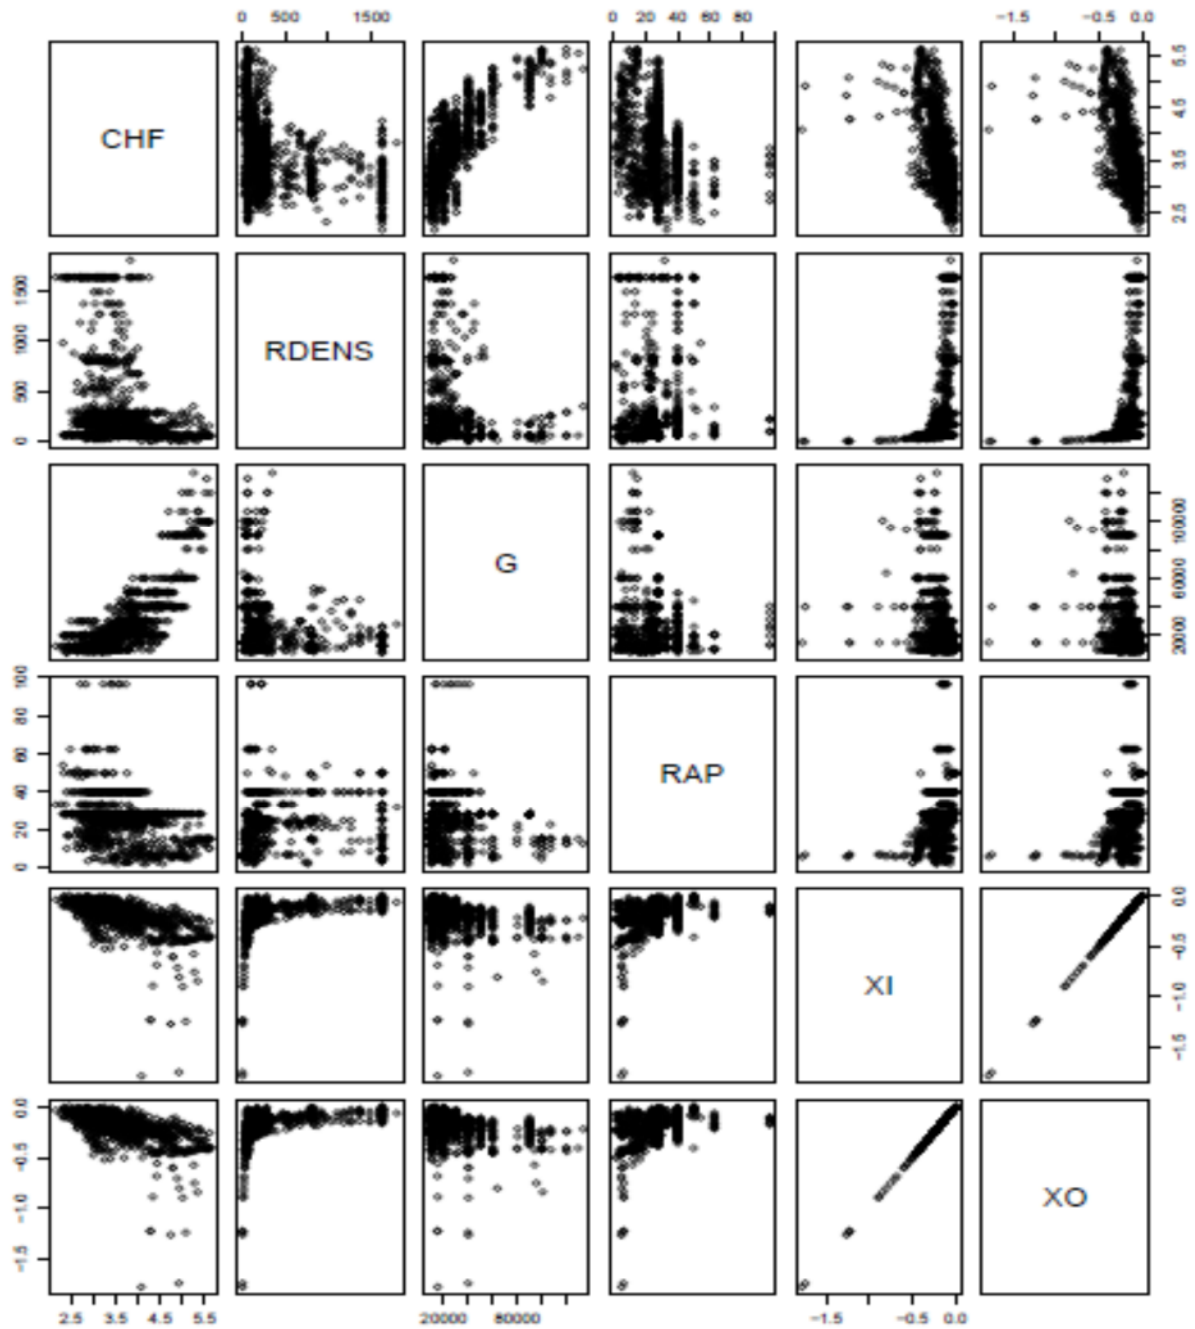 0 500 1500 0 20 40 60 80 −1.5 −0.5 0.0
CHF 2.5 3.5 4.5 5.5
0 500 1000 1500 RDENS
G 20000 60000 100000
0 20 40 60 80 100 RAP
XI −1.5 −1.0 −0.5 0.0
−1.5 −1.0 −0.5 0.0 XO
2.5 3.5 4.5 5.5 20000 80000 −1.5 −0.5 0.0